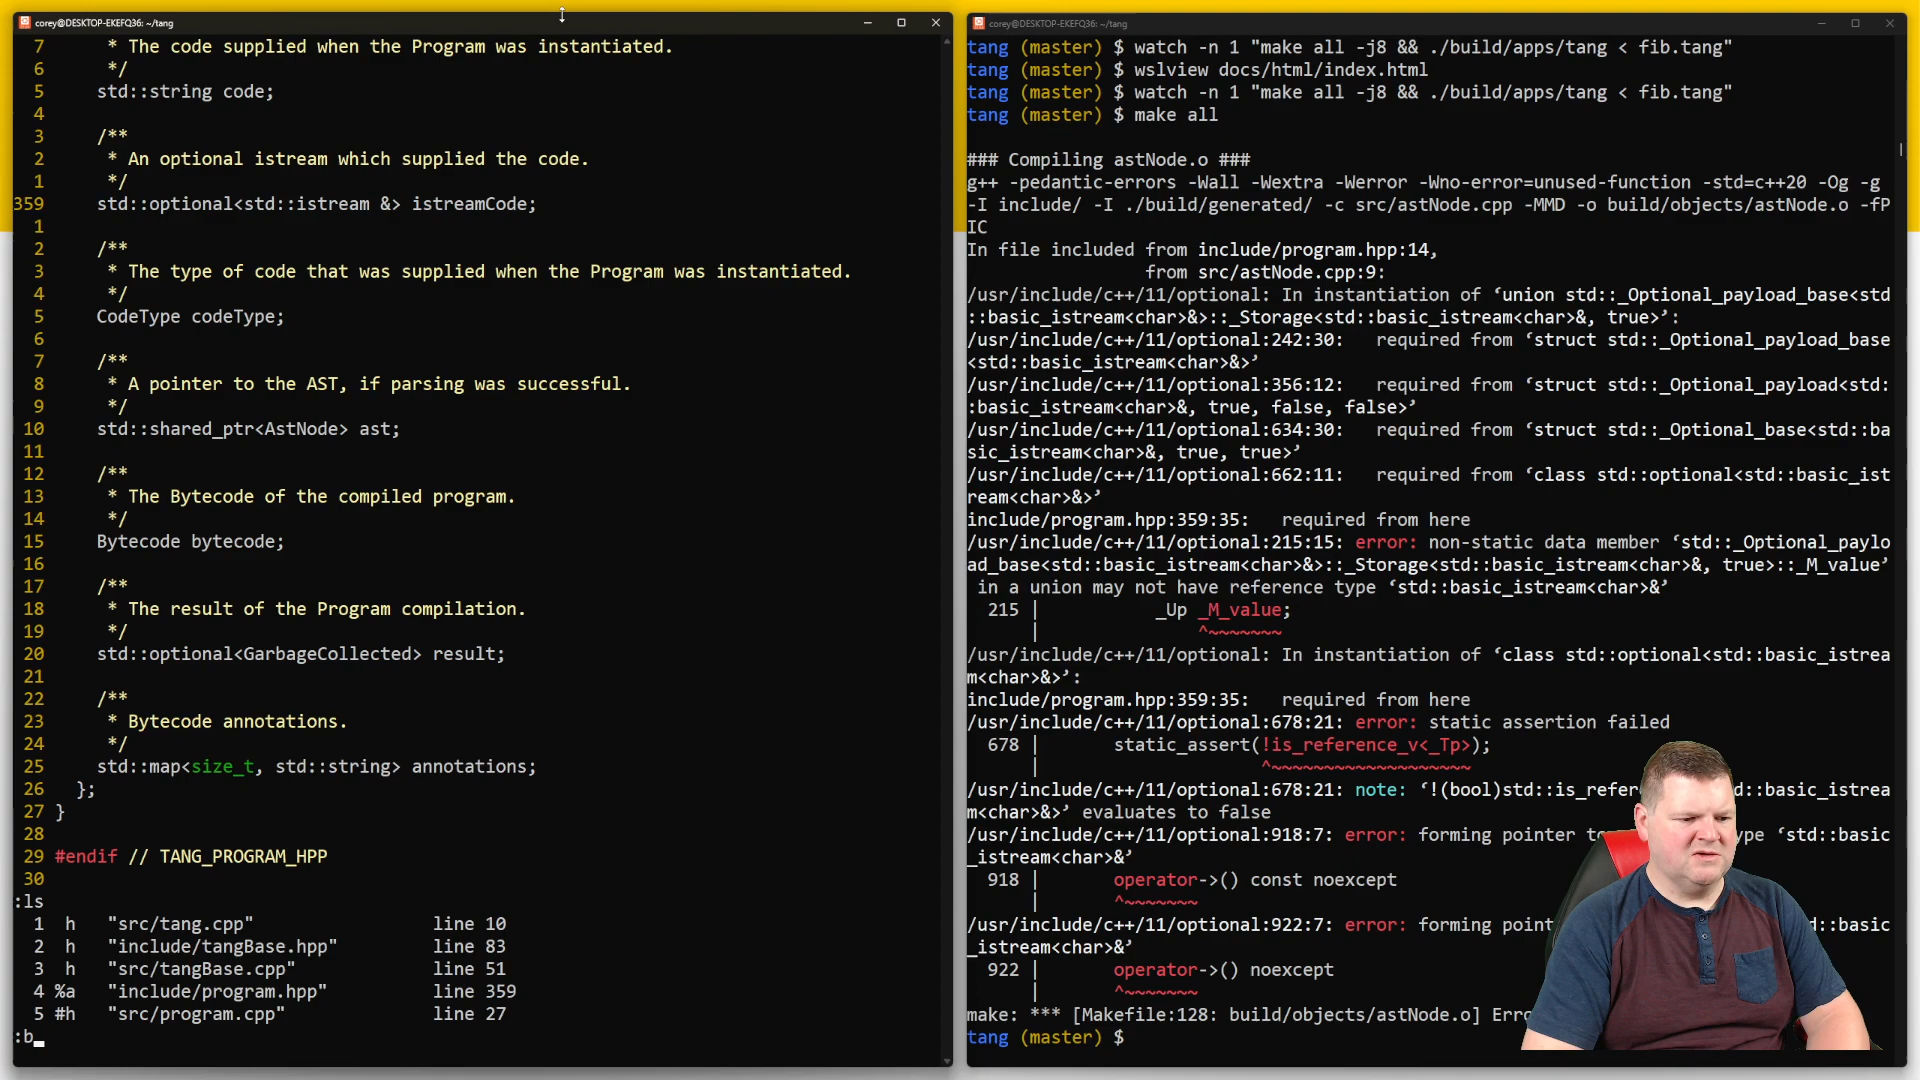 corey@DESKTOP-EKEFQ36: ~/tang
7 * The code supplied when the Program was instantiated.
6 */
5 std::string code;
4
3 /**
2 * An optional istream which supplied the code.
1 */
359 std::optional<std::istream &> istreamCode;
1
2 /**
3 * The type of code that was supplied when the Program was instantiated.
4 */
5 CodeType codeType;
6
7 /**
8 * A pointer to the AST, if parsing was successful.
9 */
10 std::shared_ptr<AstNode> ast;
11
12 /**
13 * The Bytecode of the compiled program.
14 */
15 Bytecode bytecode;
16
17 /**
18 * The result of the Program compilation.
19 */
20 std::optional<GarbageCollected> result;
21
22 /**
23 * Bytecode annotations.
24 */
25 std::map<size_t, std::string> annotations;
26 };
27 }
28
29 #endif // TANG_PROGRAM_HPP
30
:ls
1 h "src/tang.cpp" line 10
2 h "include/tangBase.hpp" line 83
3 h "src/tangBase.cpp" line 51
4 %a "include/program.hpp" line 359
5 #h "src/program.cpp" line 27
:b_
corey@DESKTOP-EKEFQ36: ~/tang
tang (master) $ watch -n 1 "make all -j8 && ./build/apps/tang < fib.tang"
tang (master) $ wslview docs/html/index.html
tang (master) $ watch -n 1 "make all -j8 && ./build/apps/tang < fib.tang"
tang (master) $ make all
### Compiling astNode.o ###
g++ -pedantic-errors -Wall -Wextra -Werror -Who-error=unused-function -std=c++20 -Og -g
-I include/ -I ./build/generated/ -c src/astNode.cpp -MMD -o build/objects/astNode.o -fP
IC
In file included from include/program.hpp:14,
from src/astNode.cpp:9:
/usr/include/c++/11/optional: In instantiation of ‘union std::_Optional_payload_base<std
::basic_istream<char>&>::_Storage<std::basic_istream<char>&, true>’:
/usr/include/c++/11/optional:242:30: required from ‘struct std::_Optional_payload_base
<std::basic_istream<char>&>’
/usr/include/c++/11/optional:356:12: required from ‘struct std::_Optional_payload<std:
:basic_istream<char>&, true, false, false>’
/usr/include/c++/11/optional:634:30: required from ‘struct std::_Optional_base<std::ba
sic_istream<char>&, true, true>’
/usr/include/c++/11/optional:662:11: required from ‘class std::optional<std::basic_ist
ream<char>&>’
include/program.hpp:359:35: required from here
/usr/include/c++/11/optional:215:15: error: non-static data member ‘std::_Optional_paylo
ad_base<std::basic_istream<char>&>::_Storage<std::basic_istream<char>&, true>::_M_value’
in a union may not have reference type ‘std::basic_istream<char>&’
215 | _Up _M_value;
| ^~~~~~~~
/usr/include/c++/11/optional: In instantiation of ‘class std::optional<std::basic_istrea
m<char>&>’:
include/program.hpp:359:35: required from here
/usr/include/c++/11/optional:678:21: error: static assertion failed
678 | static_assert(!is_reference_v<_Tp>);
| ^~~~~~~~~~~~~~~~~~~~
/usr/include/c++/11/optional:678:21: note: ‘!(bool)std::is_refe d::basic_istrea
m<char>&>’ evaluates to false
/usr/include/c++/11/optional:918:7: error: forming pointer ‘std::basic
_istream<char>&’
918 | operator->() const noexcept
| ^~~~~~~~
/usr/include/c++/11/optional:922:7: error: forming point d::basic
_istream<char>&’
922 | operator->() noexcept
| ^~~~~~~~
make: *** [Makefile:128: build/objects/astNode.o] Erro
tang (master) $